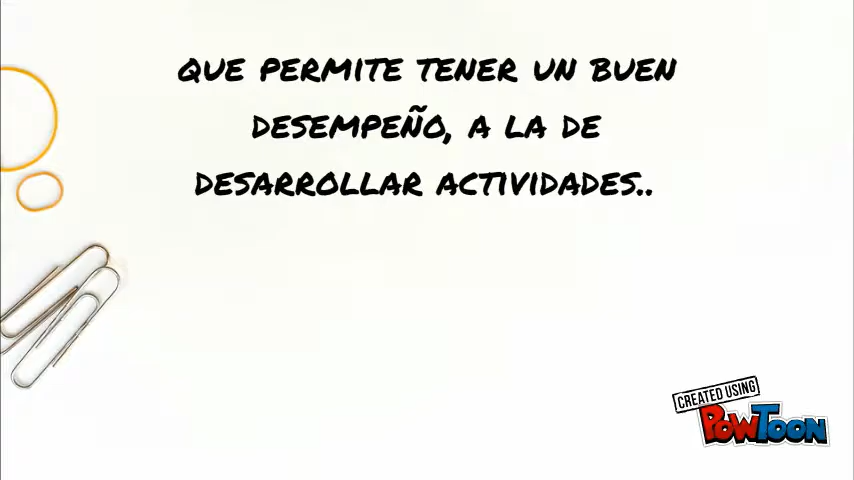 QUE PERMITE TENER UN BUEN
DESEMPEÑO, A LA DE
DESARROLLAR ACTIVIDADES..
CREATED USING
POWTOON